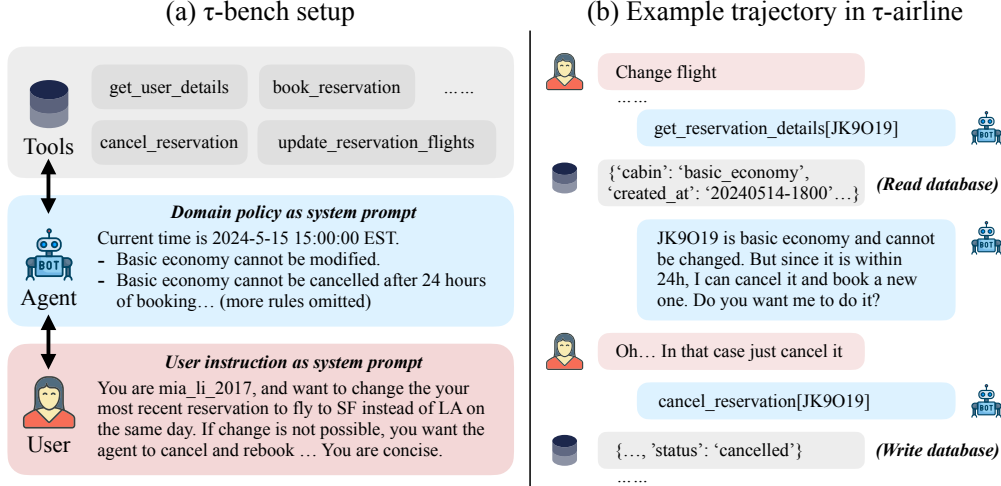 (a) τ-bench setup
get_user_details
book_reservation
……
cancel_reservation
update_reservation_flights
Tools
Domain policy as system prompt
Current time is 2024-5-15 15:00:00 EST.
- Basic economy cannot be modified.
- Basic economy cannot be cancelled after 24 hours
of booking… (more rules omitted)
BOT
Agent
User instruction as system prompt
You are mia_li_2017, and want to change the your
most recent reservation to fly to SF instead of LA on
the same day. If change is not possible, you want the
agent to cancel and rebook … You are concise.
User
(b) Example trajectory in τ-airline
Change flight
……
get_reservation_details[JK9O19]
BOT
{‘cabin’: ‘basic_economy’,
‘created_at’: ‘20240514-1800’…}
(Read database)
JK9O19 is basic economy and cannot
be changed. But since it is within
24h, I can cancel it and book a new
one. Do you want me to do it?
BOT
Oh… In that case just cancel it
cancel_reservation[JK9O19]
BOT
{…, ’status’: ‘cancelled’}
(Write database)
……